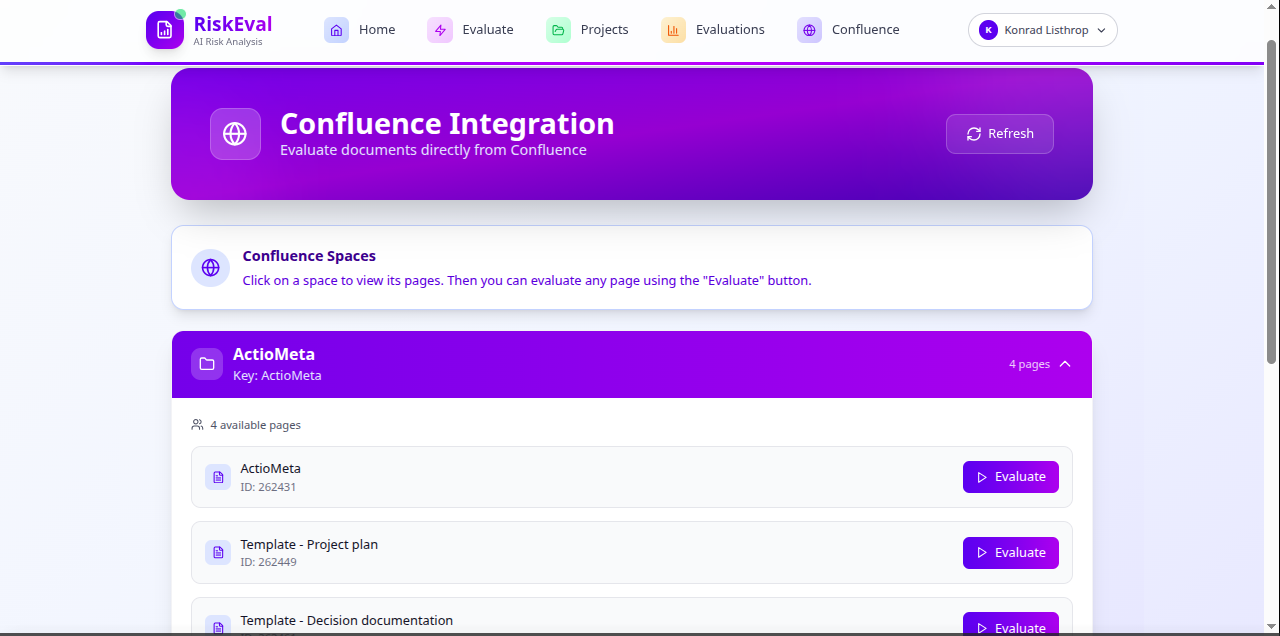 RiskEval
AI Risk Analysis
Home
Evaluate
Projects
Evaluations
Confluence
K
Konrad Listhrop
Confluence Integration
Evaluate documents directly from Confluence
Refresh
Confluence Spaces
Click on a space to view its pages. Then you can evaluate any page using the "Evaluate" button.
ActioMeta
Key: ActioMeta
4 pages
4 available pages
ActioMeta
ID: 262431
Evaluate
Template - Project plan
ID: 262449
Evaluate
Template - Decision documentation
Evaluate